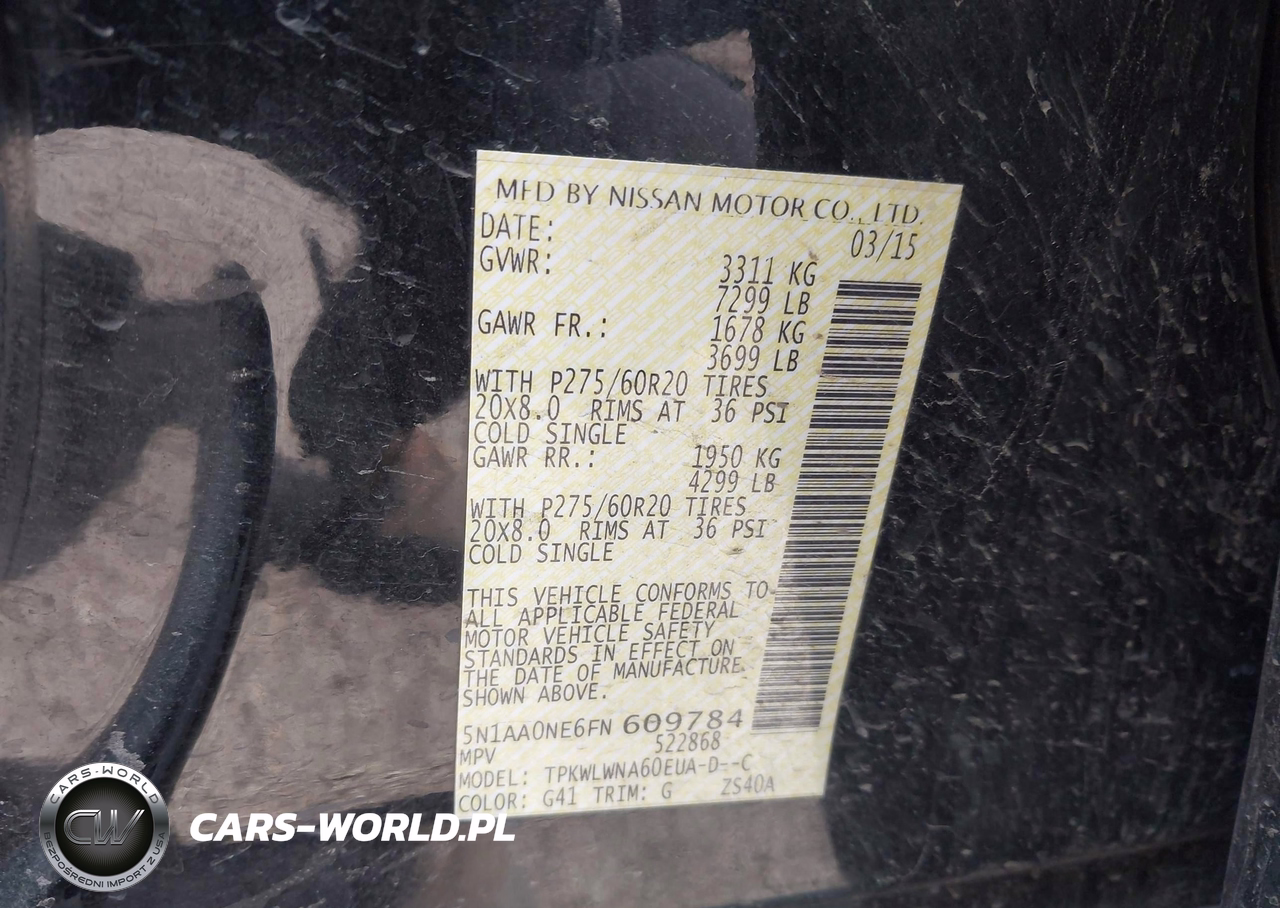 MFD BY NISSAN MOTOR CO., LTD.
DATE: 03/15
GVWR: 3311 KG
7299 LB
GAWR FR.: 1678 KG
3699 LB
WITH P275/60R20 TIRES
20X8.0 RIMS AT 36 PSI
COLD SINGLE
GAWR RR.: 1950 KG
4299 LB
WITH P275/60R20 TIRES
20X8.0 RIMS AT 36 PSI
COLD SINGLE
THIS VEHICLE CONFORMS TO
ALL APPLICABLE FEDERAL
MOTOR VEHICLE SAFETY
STANDARDS IN EFFECT ON
THE DATE OF MANUFACTURE
SHOWN ABOVE.
5N1AA0NE6FN 609784
MPV 522868
MODEL: TPKWLWNA60EUA-D--C
COLOR: G41 TRIM: G ZS40A
CARS-WORLD
CW
BEZPOŚREDNI IMPORT Z USA
CARS-WORLD.PL